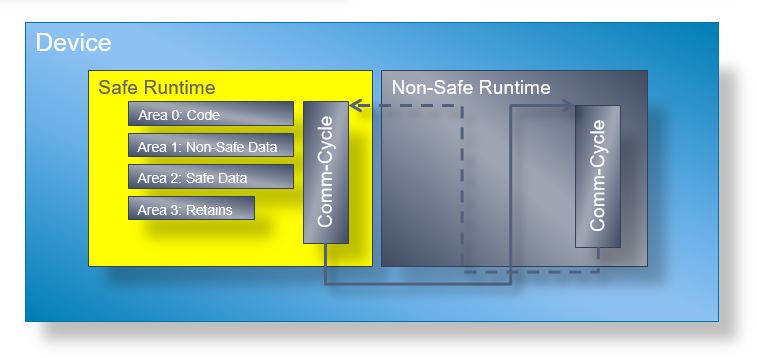 Device
Safe Runtime
Non-Safe Runtime
Area 0: Code
Area 1: Non-Safe Data
Area 2: Safe Data
Area 3: Retains
Comm-Cycle
Comm-Cycle